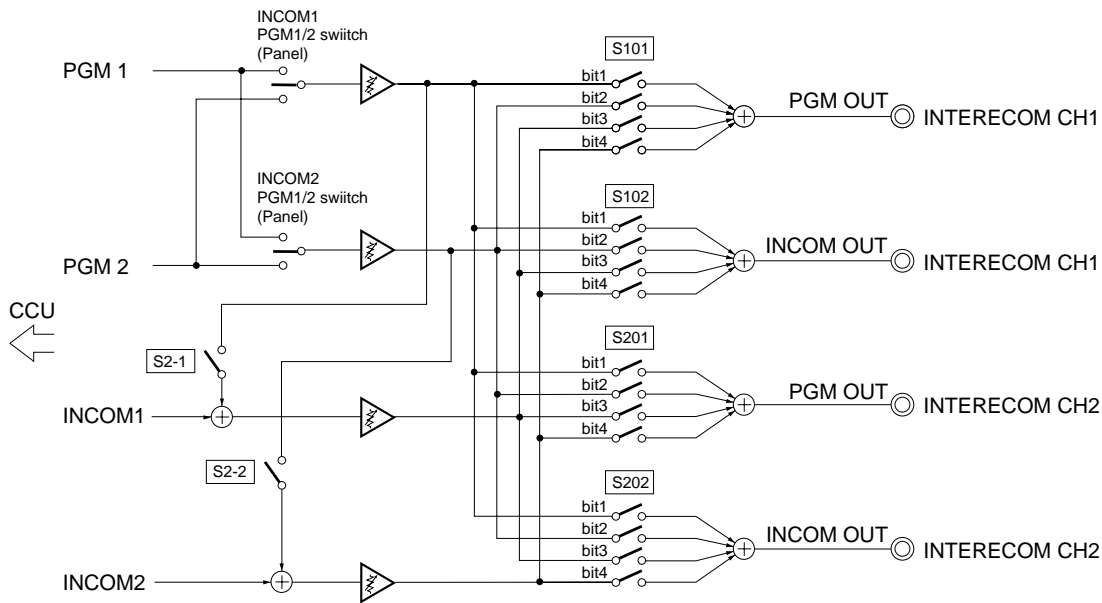 INCOM1
PGM1/2 swiitch
(Panel)
PGM 1
S101
bit1
bit2
bit3
bit4
PGM OUT
INTERECOM CH1
INCOM2
PGM1/2 swiitch
(Panel)
PGM 2
S102
bit1
bit2
bit3
bit4
INCOM OUT
INTERECOM CH1
CCU
S2-1
INCOM1
S201
bit1
bit2
bit3
bit4
PGM OUT
INTERECOM CH2
S2-2
INCOM2
S202
bit1
bit2
bit3
bit4
INCOM OUT
INTERECOM CH2